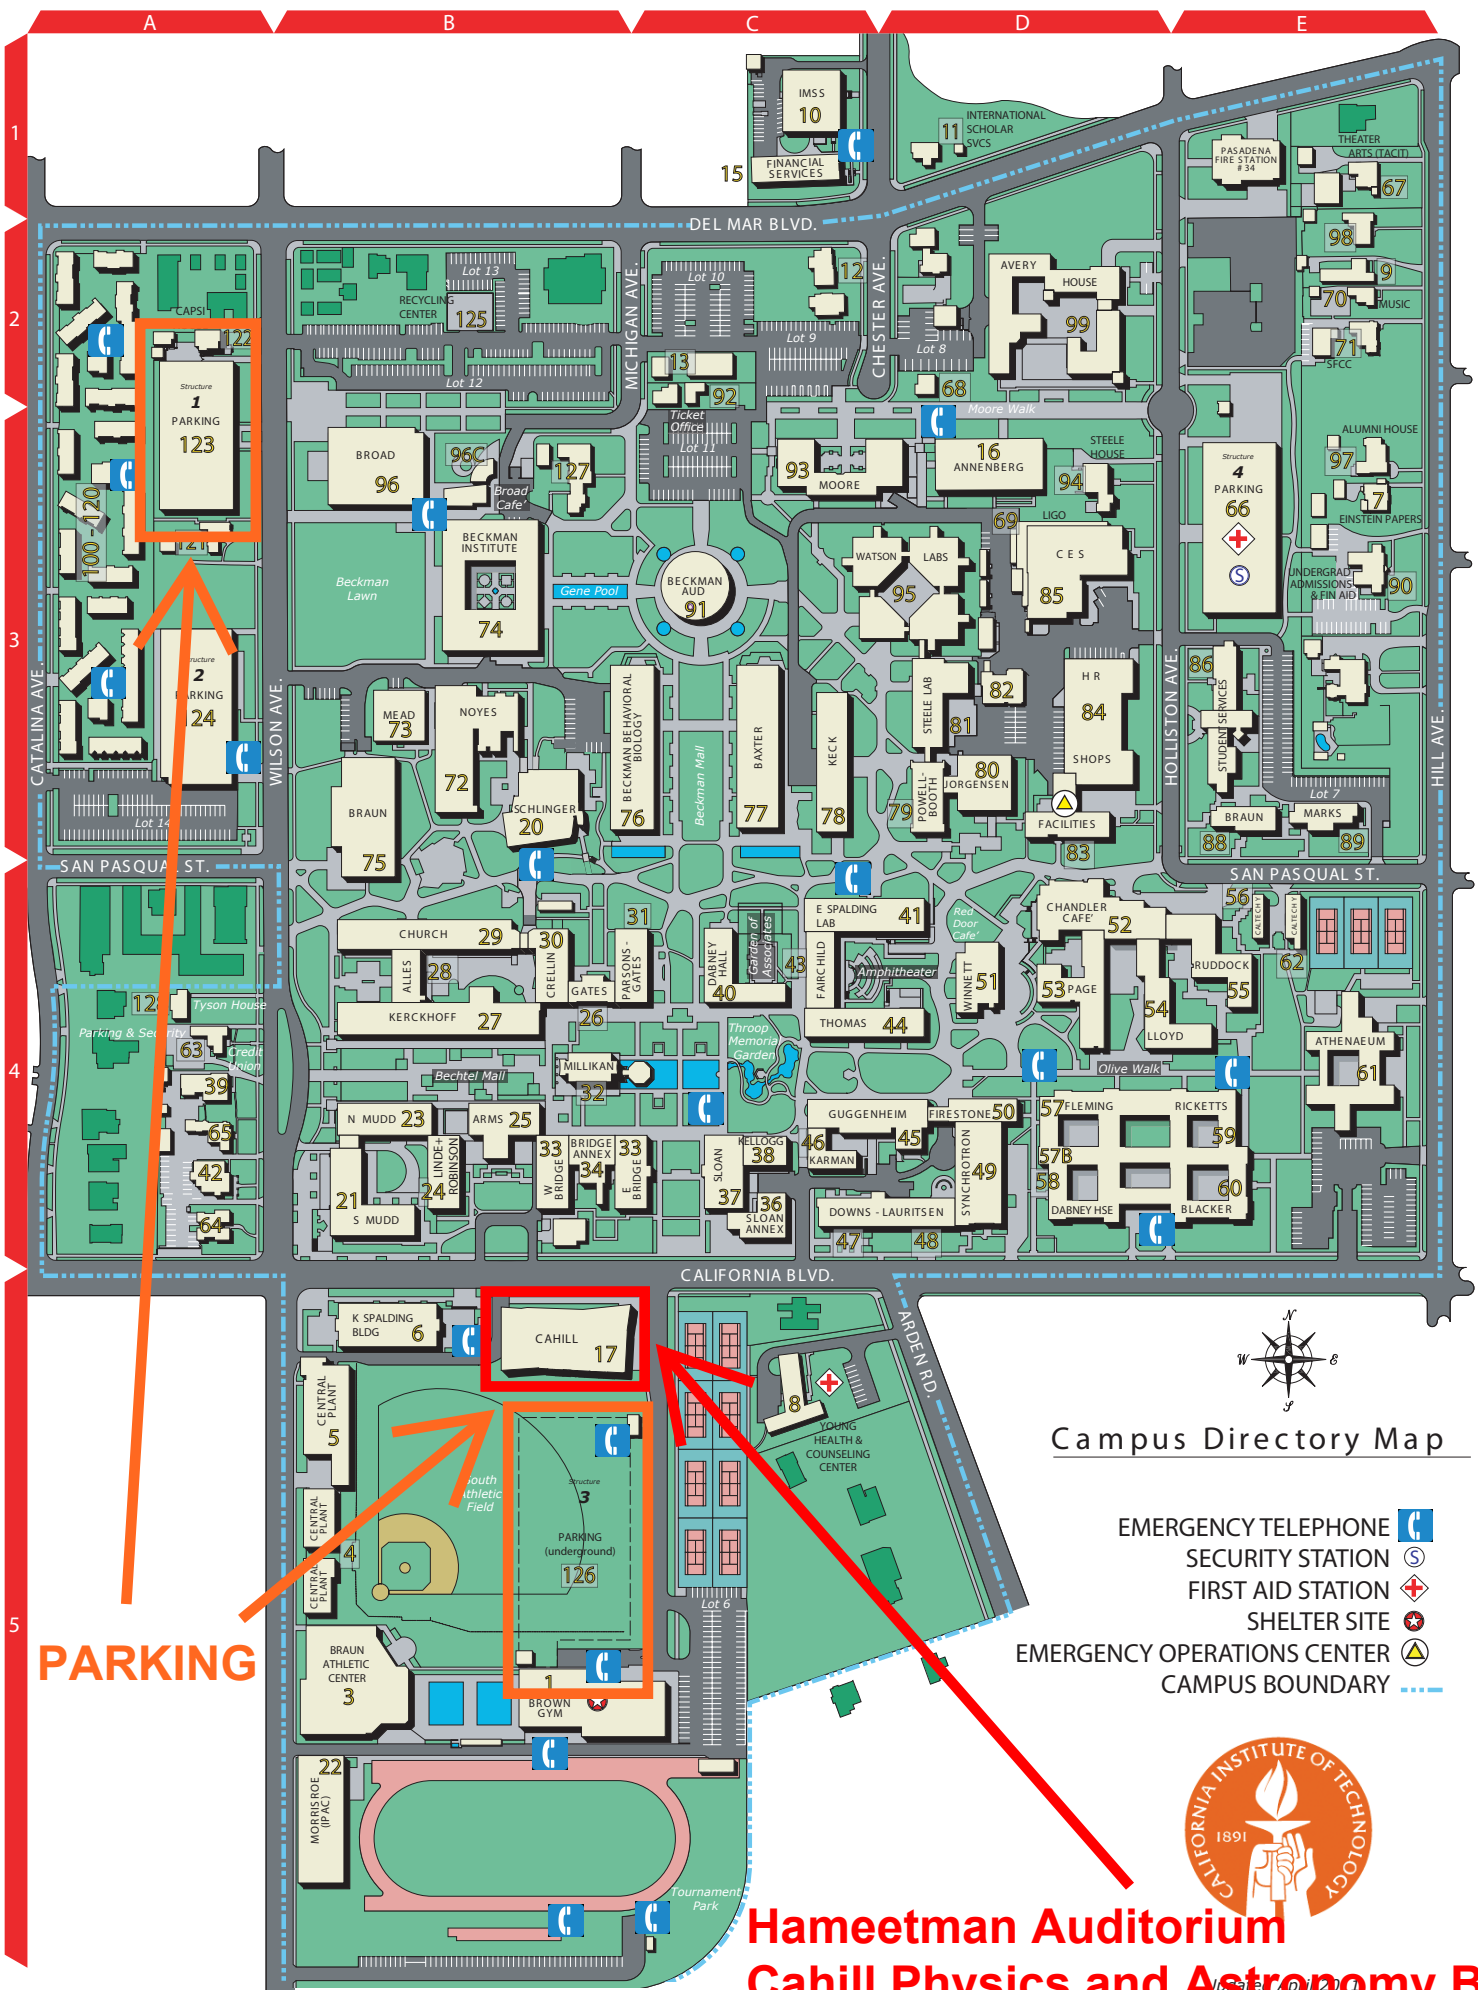 A
B
C
D
E
1
2
3
4
5
IMSS
10
15
FINANCIAL
SERVICES
11
INTERNATIONAL
SCHOLAR
SVCS
PASADENA
FIRE STATION
# 34
THEATER
ARTS (TACIT)
67
DEL MAR BLVD.
98
9
70
MUSIC
71
SFCC
CAPSI
122
Structure
1
PARKING
123
121
100 - 120
Lot 13
RECYCLING
CENTER
125
Lot 12
MICHIGAN AVE.
Lot 10
12
Lot 9
13
92
Ticket
Office
Lot 11
CHESTER AVE.
AVERY
HOUSE
99
Lot 8
68
Moore Walk
BROAD
96
96C
Broad
Cafe'
127
93
MOORE
16
ANNENBERG
STEELE
HOUSE
94
Structure
4
PARKING
66
S
ALUMNI HOUSE
97
7
EINSTEIN PAPERS
UNDERGRAD
ADMISSIONS
& FIN AID
90
BECKMAN
INSTITUTE
74
Beckman
Lawn
Gene Pool
BECKMAN
AUD
91
WATSON
LABS
95
69
LIGO
C E S
85
CATALINA AVE.
WILSON AVE.
2
124
Lot 14
MEAD
73
NOYES
72
BRAUN
75
SCHLINGER
20
BECKMAN BEHAVIORAL
BIOLOGY
76
Beckman Mall
BAXTER
77
KECK
78
STEELE LAB
81
82
H R
84
SHOPS
POWELL-
BOOTH
79
80
JORGENSEN
FACILITIES
83
HOLLISTON AVE.
86
STUDENT SERVICES
Lot 7
BRAUN
88
MARKS
89
HILL AVE.
SAN PASQUAL ST.
SAN PASQUAL ST.
CHURCH
29
30
CRELLIN
31
PARSONS -
GATES
ALLES
28
GATES
26
KERCKHOFF
27
DABNEY
HALL
40
Garden of
Associates
43
E SPALDING
LAB
41
FAIRCHILD
Amphitheater
THOMAS
44
Red
Door
Cafe'
WINNETT
51
CHANDLER
CAFE'
52
53
PAGE
54
LLOYD
RUDDOCK
55
56
CALTECH Y
CALTECH Y
62
ATHENAEUM
61
128
Tyson House
Parking & Security
63
Credit
Union
39
65
42
64
Bechtel Mall
MILLIKAN
32
Throop
Memorial
Garden
Olive Walk
N MUDD 23
ARMS 25
21
S MUDD
24
LINDE +
ROBINSON
33
W
BRIDGE
BRIDGE
ANNEX
34
33
E
BRIDGE
SLOAN
37
KELLOGG
38
36
SLOAN
ANNEX
GUGGENHEIM
46
KARMAN
45
FIRESTONE 50
SYNCHROTRON
49
DOWNS - LAURITSEN
47
48
57
FLEMING
RICKETTS
59
57B
58
DABNEY HSE
60
BLACKER
CALIFORNIA BLVD.
K SPALDING
BLDG
6
CAHILL
17
ARDEN RD.
CENTRAL
PLANT
5
CENTRAL
PLANT
4
South
Athletic
Field
Structure
3
PARKING
(underground)
126
8
YOUNG
HEALTH &
COUNSELING
CENTER
Lot 6
PARKING
BRAUN
ATHLETIC
CENTER
3
1
BROWN
GYM
22
MORRISROE
(IPAC)
Tournament
Park
N
W
E
S
Campus Directory Map
EMERGENCY TELEPHONE
SECURITY STATION S
FIRST AID STATION
SHELTER SITE
EMERGENCY OPERATIONS CENTER
CAMPUS BOUNDARY
CALIFORNIA INSTITUTE OF TECHNOLOGY
1891
Hameetman Auditorium
Cahill Physics and Astronomy B